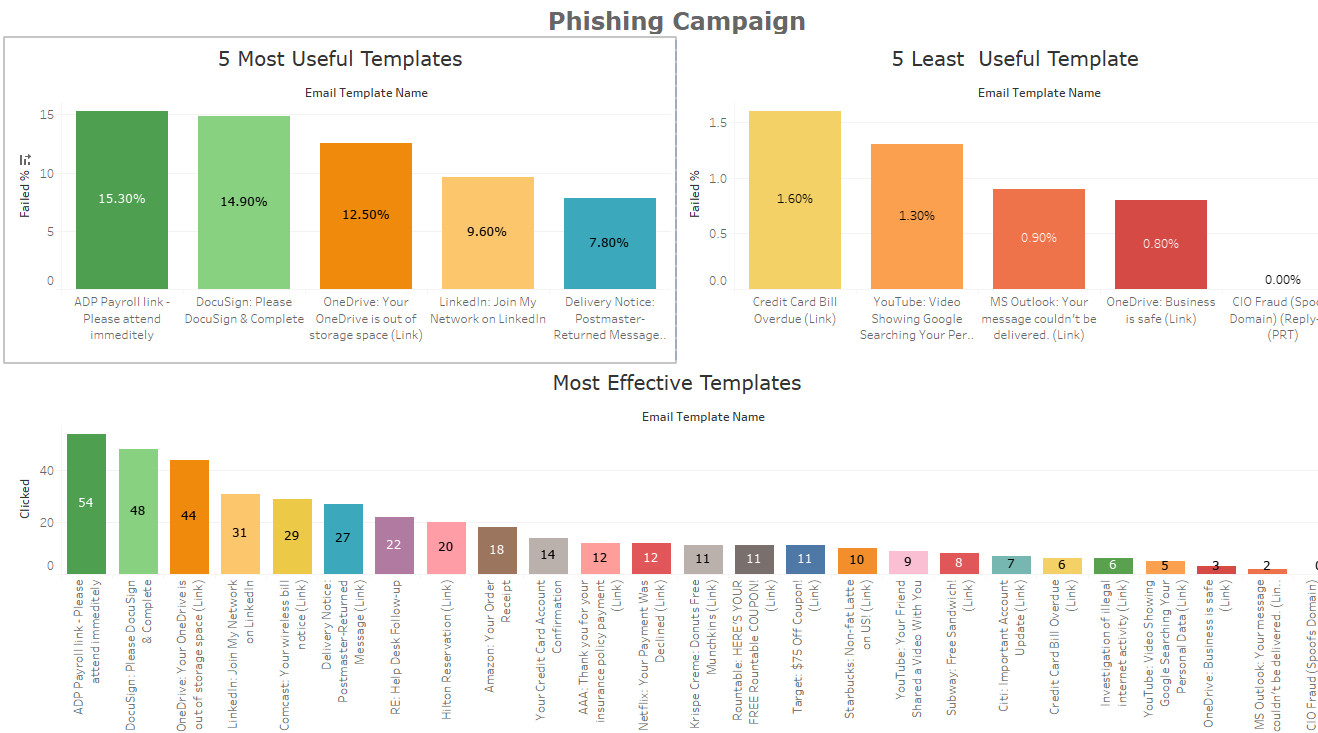 Phishing Campaign
5 Most Useful Templates
Email Template Name
Failed %
15
10
5
0
15.30%
14.90%
12.50%
9.60%
7.80%
ADP Payroll link -
Please attend
immeditely
DocuSign: Please
DocuSign & Complete
OneDrive: Your
OneDrive is out of
storage space (Link)
LinkedIn: Join My
Network on LinkedIn
Delivery Notice:
Postmaster-
Returned Message..
5 Least Useful Template
Email Template Name
Failed %
1.5
1.0
0.5
0.0
1.60%
1.30%
0.90%
0.80%
0.00%
Credit Card Bill
Overdue (Link)
YouTube: Video
Showing Google
Searching Your Per..
MS Outlook: Your
message couldn't be
delivered. (Link)
OneDrive: Business
is safe (Link)
CIO Fraud (Spoo
Domain) (Reply-
(PRT)
Most Effective Templates
Email Template Name
Clicked
40
20
0
54
48
44
31
29
27
22
20
18
14
12
12
11
11
11
10
9
8
7
6
6
5
3
2
ADP Payroll link - Please
attend immeditely
DocuSign: Please DocuSign
& Complete
OneDrive: Your OneDrive is
out of storage space (Link)
LinkedIn: Join My Network
on LinkedIn
Comcast: Your wireless bill
notice (Link)
Delivery Notice:
Postmaster-Returned
Message (Link)
RE: Help Desk Follow-up
Hilton Reservation (Link)
Amazon: Your Order
Receipt
Your Credit Card Account
Confirmation
AAA: Thank you for your
insurance policy payment
(Link)
Netflix: Your Payment Was
Declined (Link)
Krispe Creme: Donuts Free
Munchkins (Link)
Rountable: HERE'S YOUR
FREE Rountable COUPON!
(Link)
Target: $75 Off Coupon!
(Link)
Starbucks: Non-fat Latte
on US! (Link)
YouTube: Your Friend
Shared a Video With You
Subway: Free Sandwich!
(Link)
Citi: Important Account
Update (Link)
Credit Card Bill Overdue
(Link)
Investigation of Illegal
internet activity (Link)
YouTube: Video Showing
Google Searching Your
Personal Data (Link)
OneDrive: Business is safe
(Link)
MS Outlook: Your message
couldn't be delivered. (Lin..
CIO Fraud (Spoofs Domain)